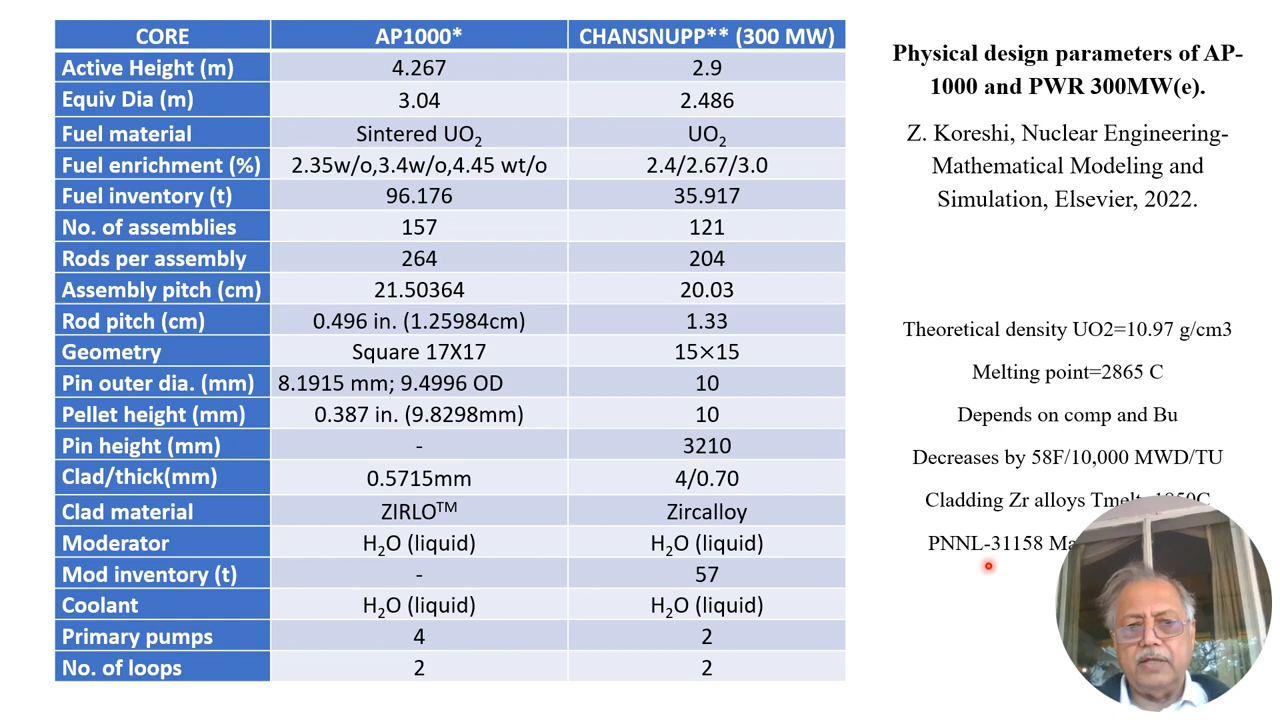 CORE AP1000* CHANSNUPP** (300 MW)
Active Height (m) 4.267 2.9
Equiv Dia (m) 3.04 2.486
Fuel material Sintered UO₂ UO₂
Fuel enrichment (%) 2.35w/o,3.4w/o,4.45 wt/o 2.4/2.67/3.0
Fuel inventory (t) 96.176 35.917
No. of assemblies 157 121
Rods per assembly 264 204
Assembly pitch (cm) 21.50364 20.03
Rod pitch (cm) 0.496 in. (1.25984cm) 1.33
Geometry Square 17X17 15×15
Pin outer dia. (mm) 8.1915 mm; 9.4996 OD 10
Pellet height (mm) 0.387 in. (9.8298mm) 10
Pin height (mm) - 3210
Clad/thick(mm) 0.5715mm 4/0.70
Clad material ZIRLO™ Zircalloy
Moderator H₂O (liquid) H₂O (liquid)
Mod inventory (t) - 57
Coolant H₂O (liquid) H₂O (liquid)
Primary pumps 4 2
No. of loops 2 2
Physical design parameters of AP-
1000 and PWR 300MW(e).
Z. Koreshi, Nuclear Engineering-
Mathematical Modeling and
Simulation, Elsevier, 2022.
Theoretical density UO2=10.97 g/cm3
Melting point=2865 C
Depends on comp and Bu
Decreases by 58F/10,000 MWD/TU
Cladding Zr alloys
PNNL-31158